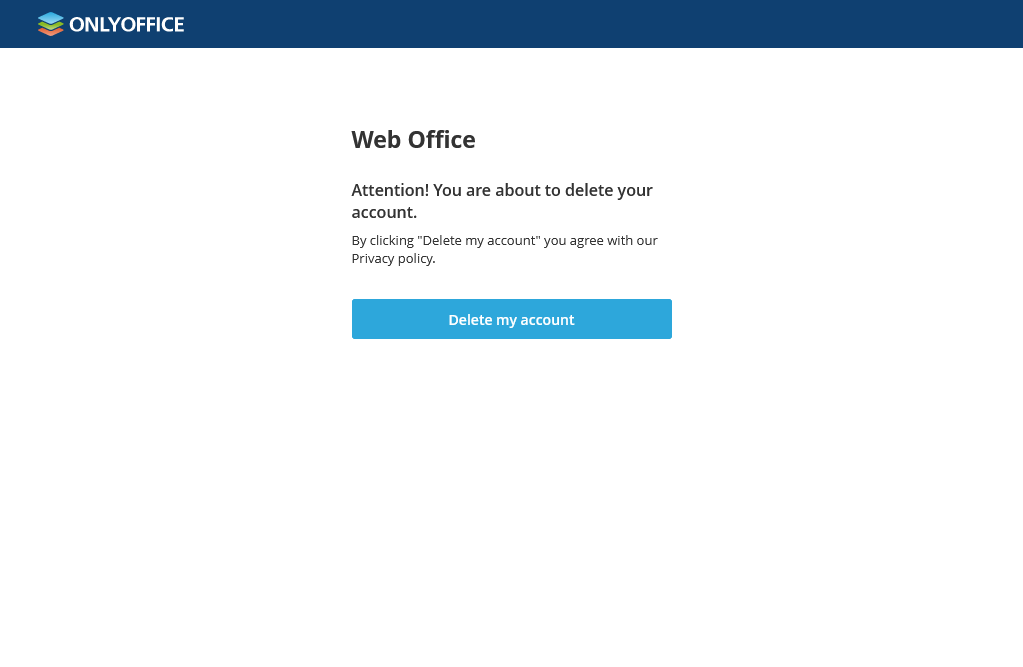 ONLYOFFICE
Web Office
Attention! You are about to delete your
account.
By clicking "Delete my account" you agree with our
Privacy policy.
Delete my account